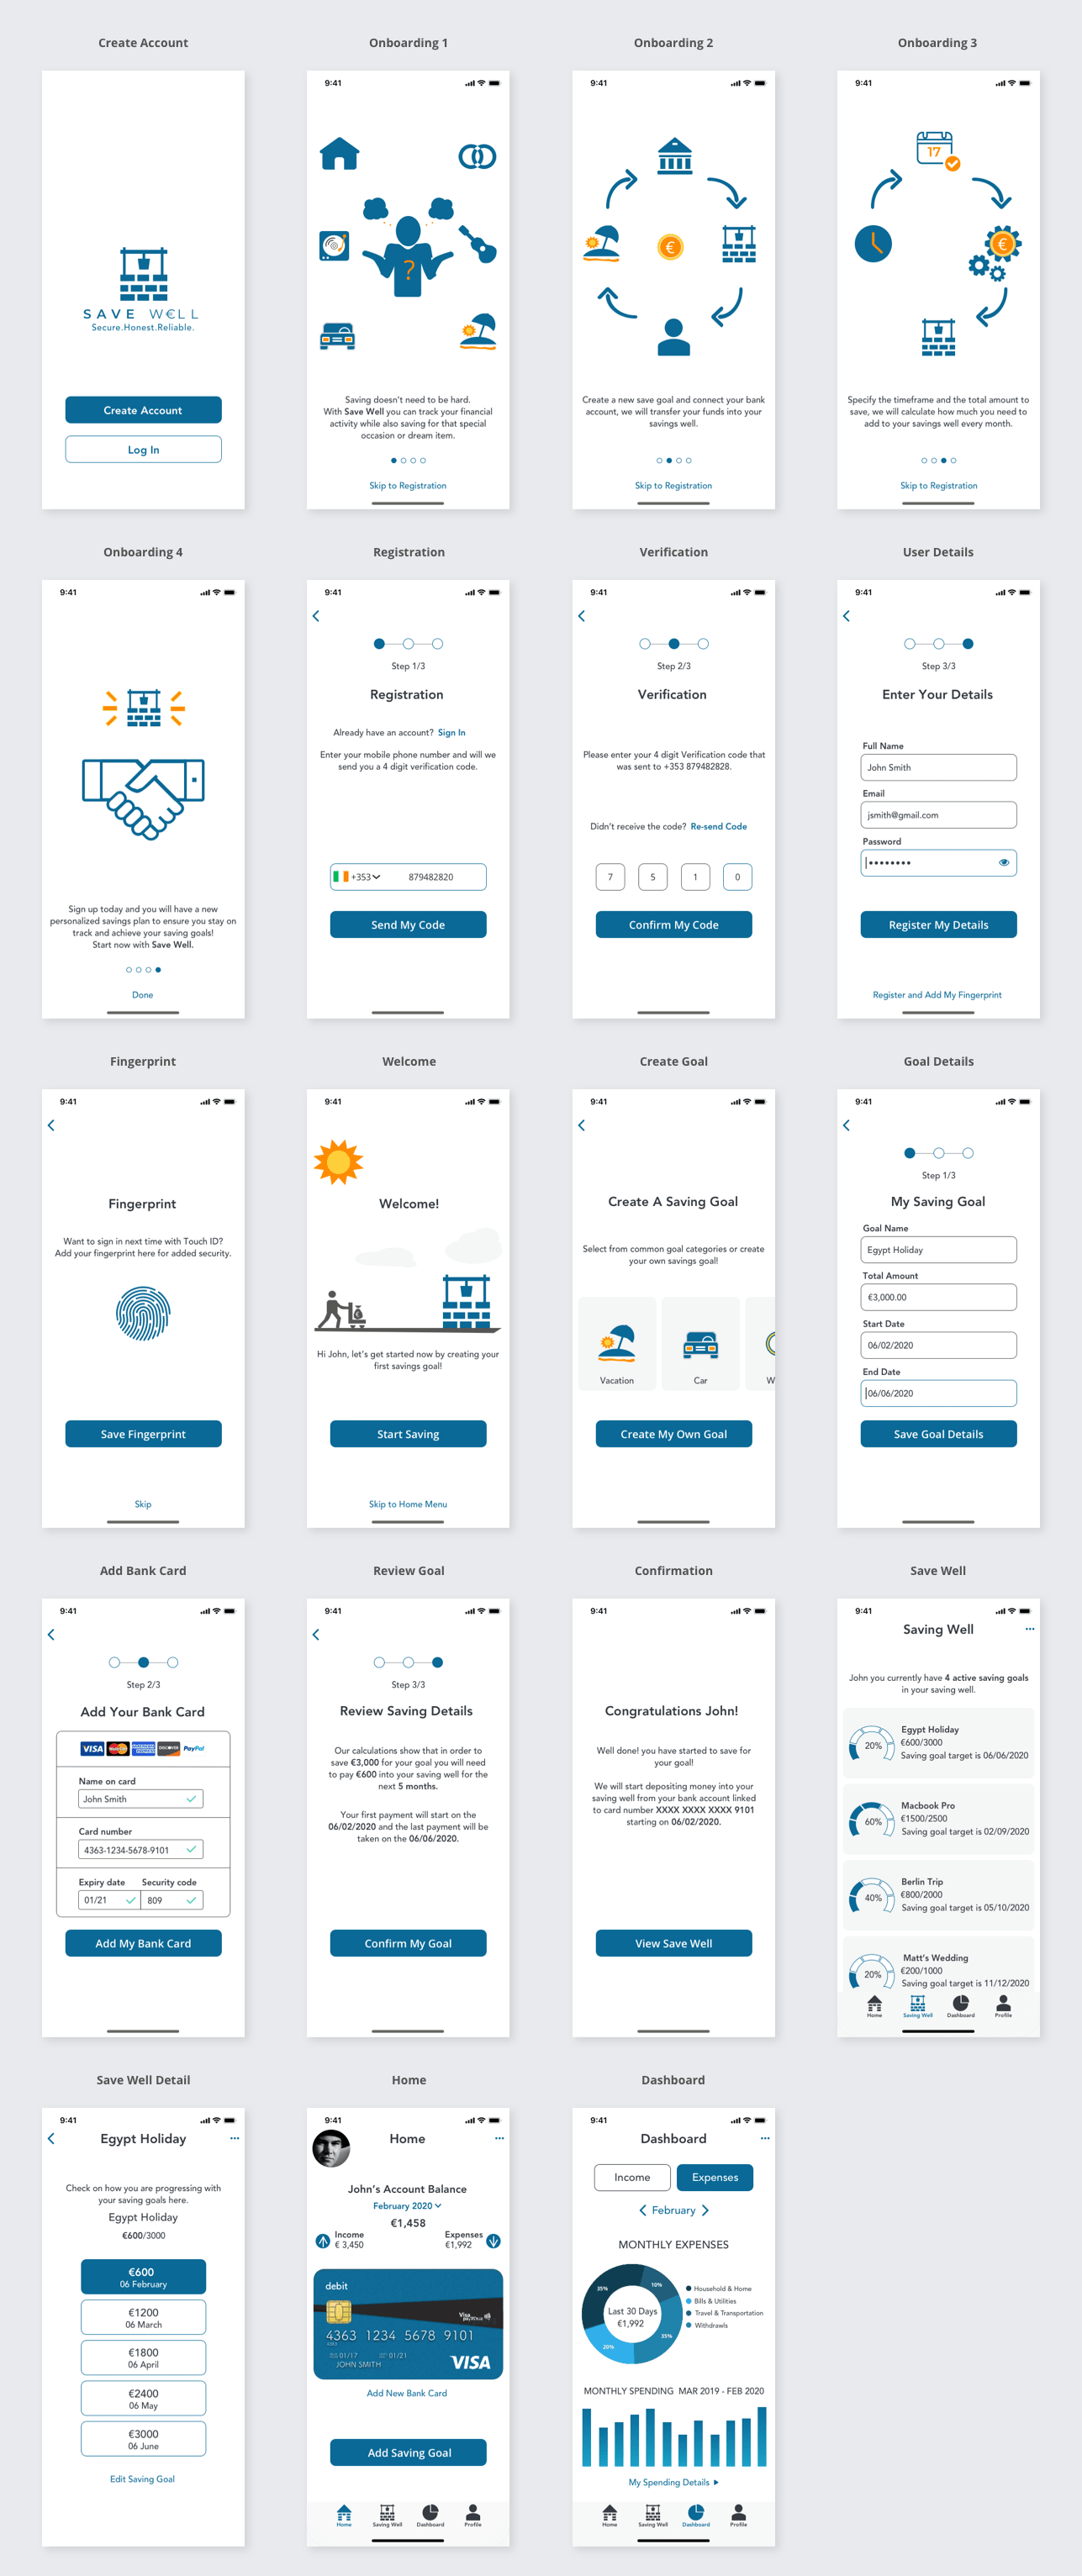 Create Account
Onboarding 1
Onboarding 2
Onboarding 3
SAVE W€LL
Secure.Honest.Reliable.
Create Account
Log In
9:41
?
Saving doesn't need to be hard.
With Save Well you can track your financial
activity while also saving for that special
occasion or dream item.
Skip to Registration
9:41
€
Create a new save goal and connect your bank
account, we will transfer your funds into your
savings well.
Skip to Registration
9:41
17
€
Specify the timeframe and the total amount to
save, we will calculate how much you need to
add to your savings well every month.
Skip to Registration
Onboarding 4
Registration
Verification
User Details
9:41
Sign up today and you will have a new
personalized savings plan to ensure you stay on
track and achieve your saving goals!
Start now with Save Well.
Done
9:41
Step 1/3
Registration
Already have an account? Sign In
Enter your mobile phone number and will we
send you a 4 digit verification code.
+353 879482820
Send My Code
9:41
Step 2/3
Verification
Please enter your 4 digit Verification code that
was sent to +353 879482828.
Didn't receive the code? Re-send Code
7 5 1 0
Confirm My Code
9:41
Step 3/3
Enter Your Details
Full Name
John Smith
Email
jsmith@gmail.com
Password
Register My Details
Register and Add My Fingerprint
Fingerprint
Welcome
Create Goal
Goal Details
9:41
Fingerprint
Want to sign in next time with Touch ID?
Add your fingerprint here for added security.
Save Fingerprint
Skip
9:41
Welcome!
Hi John, let's get started now by creating your
first savings goal!
Start Saving
Skip to Home Menu
9:41
Create A Saving Goal
Select from common goal categories or create
your own savings goal!
Vacation
Car
W
Create My Own Goal
9:41
Step 1/3
My Saving Goal
Goal Name
Egypt Holiday
Total Amount
€3,000.00
Start Date
06/02/2020
End Date
06/06/2020
Save Goal Details
Add Bank Card
Review Goal
Confirmation
Save Well
9:41
Step 2/3
Add Your Bank Card
VISA MasterCard AMERICAN EXPRESS DISCOVER PayPal
Name on card
John Smith
Card number
4363-1234-5678-9101
Expiry date Security code
01/21 809
Add My Bank Card
9:41
Step 3/3
Review Saving Details
Our calculations show that in order to
save €3,000 for your goal you will need
to pay €600 into your saving well for the
next 5 months.
Your first payment will start on the
06/02/2020 and the last payment will be
taken on the 06/06/2020.
Confirm My Goal
9:41
Congratulations John!
Well done! you have started to save for
your goal!
We will start depositing money into your
saving well from your bank account linked
to card number XXXX XXXX XXXX 9101
starting on 06/02/2020.
View Save Well
9:41
Saving Well
John you currently have 4 active saving goals
in your saving well.
20%
Egypt Holiday
€600/3000
Saving goal target is 06/06/2020
60%
Macbook Pro
€1500/2500
Saving goal target is 02/09/2020
40%
Berlin Trip
€800/2000
Saving goal target is 05/10/2020
20%
Matt's Wedding
€200/1000
Saving goal target is 11/12/2020
Home Saving Well Dashboard Profile
Save Well Detail
Home
Dashboard
9:41
Egypt Holiday
Check on how you are progressing with
your saving goals here.
Egypt Holiday
€600/3000
€600
06 February
€1200
06 March
€1800
06 April
€2400
06 May
€3000
06 June
Edit Saving Goal
9:41
Home
John's Account Balance
February 2020
€1,458
Income
€ 3,450
Expenses
€1,992
debit
Visa
4363 1234 5678 9101
4363
01/17 01/21
JOHN SMITH
VISA
Add New Bank Card
Add Saving Goal
Home Saving Well Dashboard Profile
9:41
Dashboard
Income
Expenses
February
MONTHLY EXPENSES
35%
10%
35%
20%
Last 30 Days
€1,992
Household & Home
Bills & Utilities
Travel & Transportation
Withdrawls
MONTHLY SPENDING MAR 2019 - FEB 2020
My Spending Details
Home Saving Well Dashboard Profile